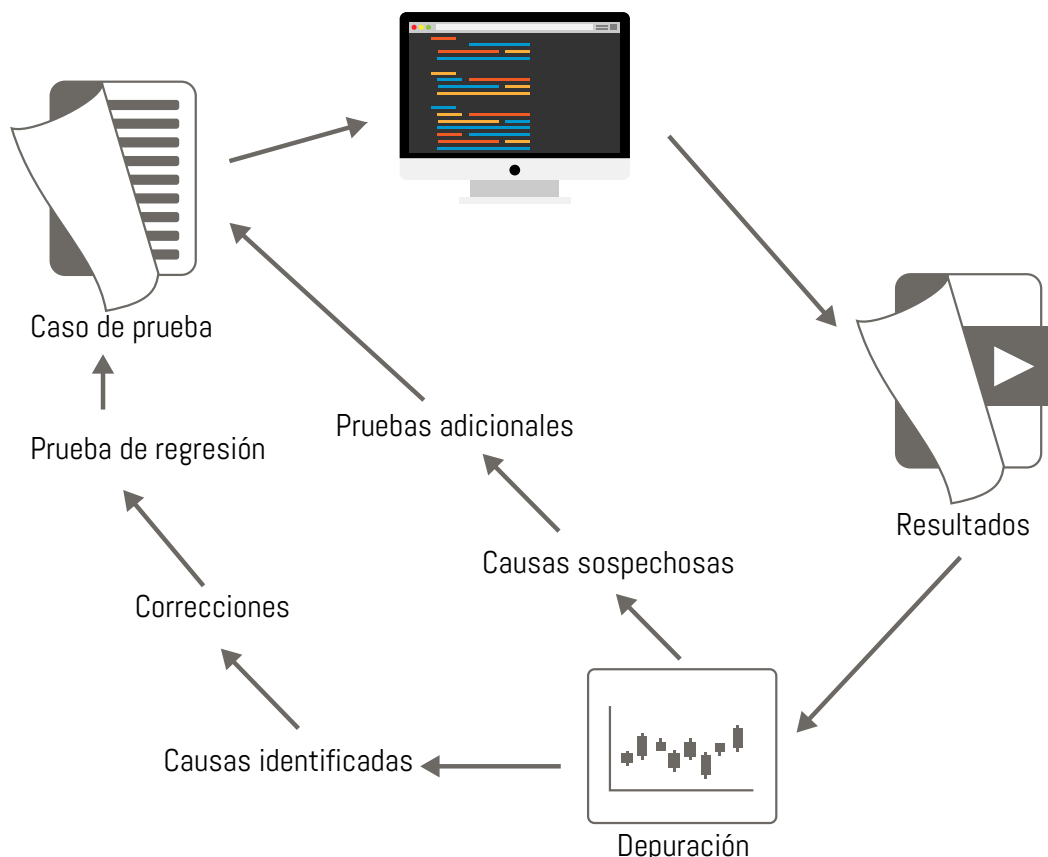 Caso de prueba
Pruebas adicionales
Prueba de regresión
Resultados
Causas sospechosas
Correcciones
Causas identificadas
Depuración